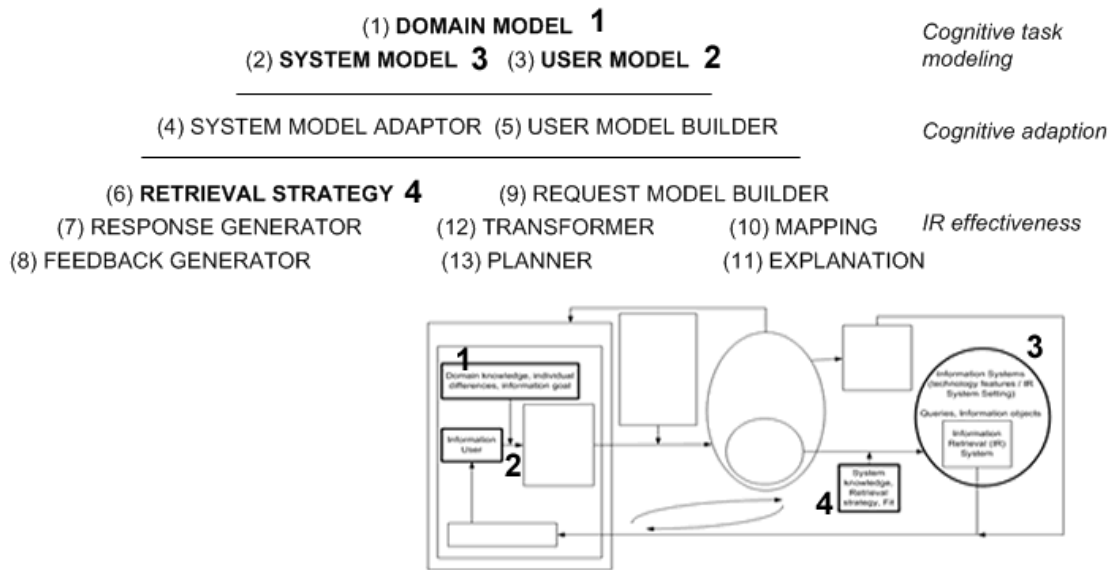 (1) DOMAIN MODEL 1
(2) SYSTEM MODEL 3 (3) USER MODEL 2
Cognitive task
modeling
(4) SYSTEM MODEL ADAPTOR (5) USER MODEL BUILDER
Cognitive adaption
(6) RETRIEVAL STRATEGY 4 (9) REQUEST MODEL BUILDER
(7) RESPONSE GENERATOR (12) TRANSFORMER (10) MAPPING
IR effectiveness
(8) FEEDBACK GENERATOR (13) PLANNER (11) EXPLANATION
1
Domain knowledge, individual
differences, information goal
Information
User
2
3
Information Systems
(technology features / IR
System Setting)
Queries, Information objects
Information
Retrieval (IR)
System
4
System
knowledge,
Retrieval
strategy, Fit